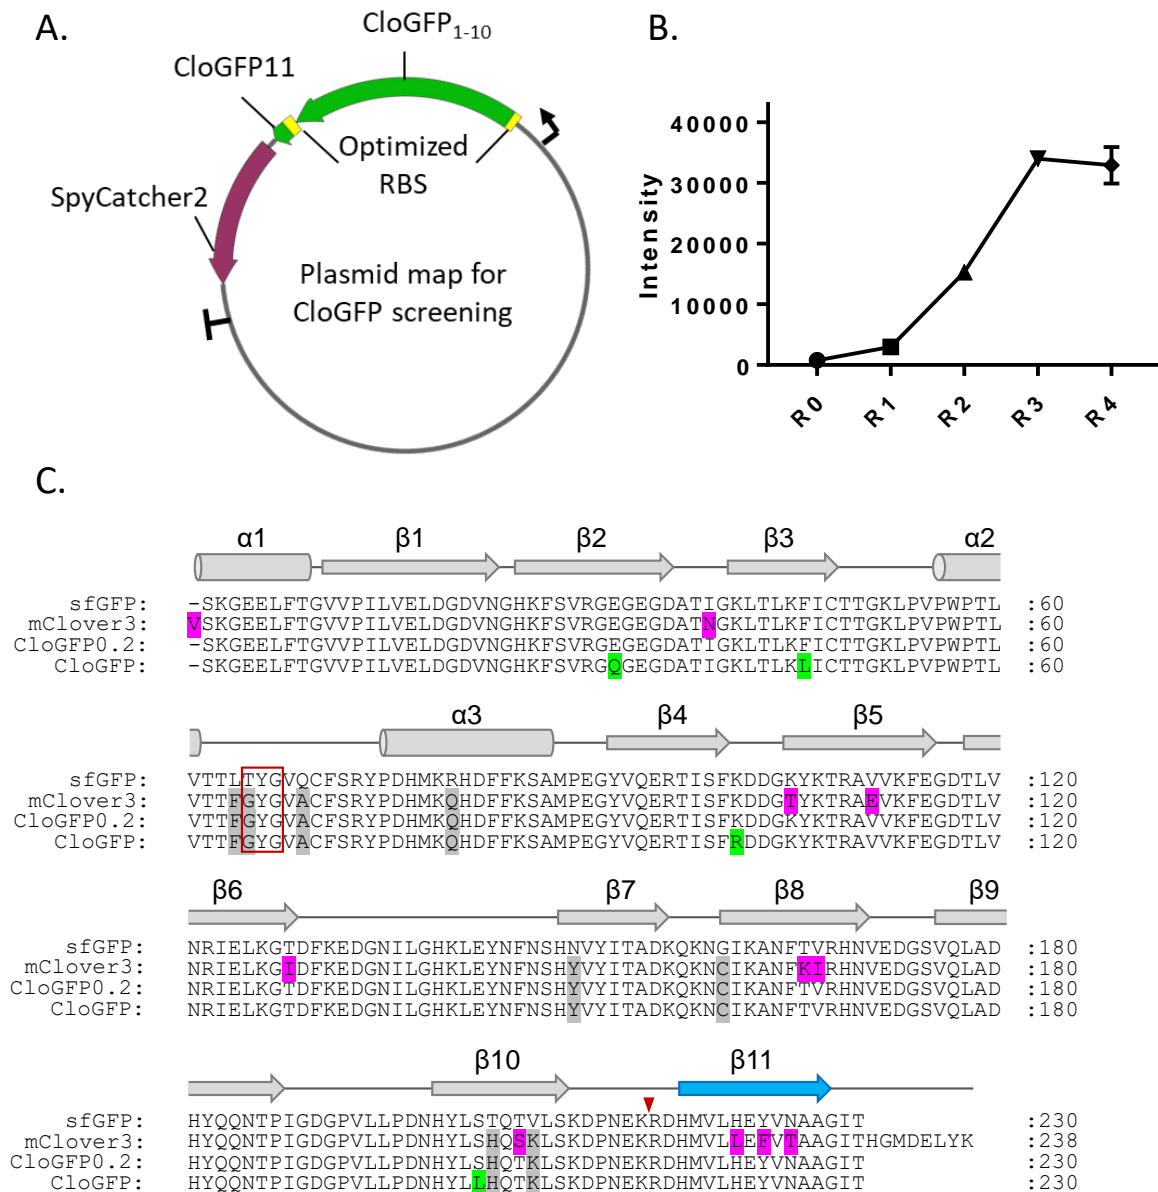 A.
CloGFP1-10
CloGFP11
Optimized
RBS
SpyCatcher2
Plasmid map for
CloGFP screening
B.
Intensity
40000
30000
20000
10000
0
R0 R1 R2 R3 R4
C.
α1 β1 β2 β3 α2
sfGFP: -SKGEELFTGVVPILVELDGDVNGHKFSVRGEGEGDATIGKLTLKFICTTGKLPVPWPTL :60
mClover3: VSKGEELFTGVVPILVELDGDVNGHKFSVRGEGEGDATNGKLTLKFICTTGKLPVPWPTL :60
CloGFP0.2: -SKGEELFTGVVPILVELDGDVNGHKFSVRGEGEGDATIGKLTLKFICTTGKLPVPWPTL :60
CloGFP: -SKGEELFTGVVPILVELDGDVNGHKFSVRGQGEGDATIGKLTLKLICTTGKLPVPWPTL :60
α3 β4 β5
sfGFP: VTTLTYGVQCFSRYPDHMKRHDFFKSAMPEGYVQERTISFKDDGKYKTRAVVKFEGDTLV :120
mClover3: VTTFGYGVACFSRYPDHMKQHDFFKSAMPEGYVQERTISFKDDGTYKTRAEVKFEGDTLV :120
CloGFP0.2: VTTFGYGVACFSRYPDHMKQHDFFKSAMPEGYVQERTISFKDDGKYKTRAVVKFEGDTLV :120
CloGFP: VTTFGYGVACFSRYPDHMKQHDFFKSAMPEGYVQERTISFRDDGKYKTRAVVKFEGDTLV :120
β6 β7 β8 β9
sfGFP: NRIELKGTDFKEDGNILGHKLEYNFNSHNVYITADKQKNGIKANFTVRHNVEDGSVQLAD :180
mClover3: NRIELKGIDFKEDGNILGHKLEYNFNSHYVYITADKQKNCIKANFKIRHNVEDGSVQLAD :180
CloGFP0.2: NRIELKGTDFKEDGNILGHKLEYNFNSHYVYITADKQKNCIKANFTVRHNVEDGSVQLAD :180
CloGFP: NRIELKGTDFKEDGNILGHKLEYNFNSHYVYITADKQKNCIKANFTVRHNVEDGSVQLAD :180
β10 β11
sfGFP: HYQQNTPIGDGPVLLPDNHYLSTQTVLSKDPNEKRDHMVLHEYVNAAGIT :230
mClover3: HYQQNTPIGDGPVLLPDNHYLSHQSKLSKDPNEKRDHMVLLEFVTAAGITHGMDELYK :238
CloGFP0.2: HYQQNTPIGDGPVLLPDNHYLSHQTKLSKDPNEKRDHMVLHEYVNAAGIT :230
CloGFP: HYQQNTPIGDGPVLLPDNHYLLHQTKLSKDPNEKRDHMVLHEYVNAAGIT :230